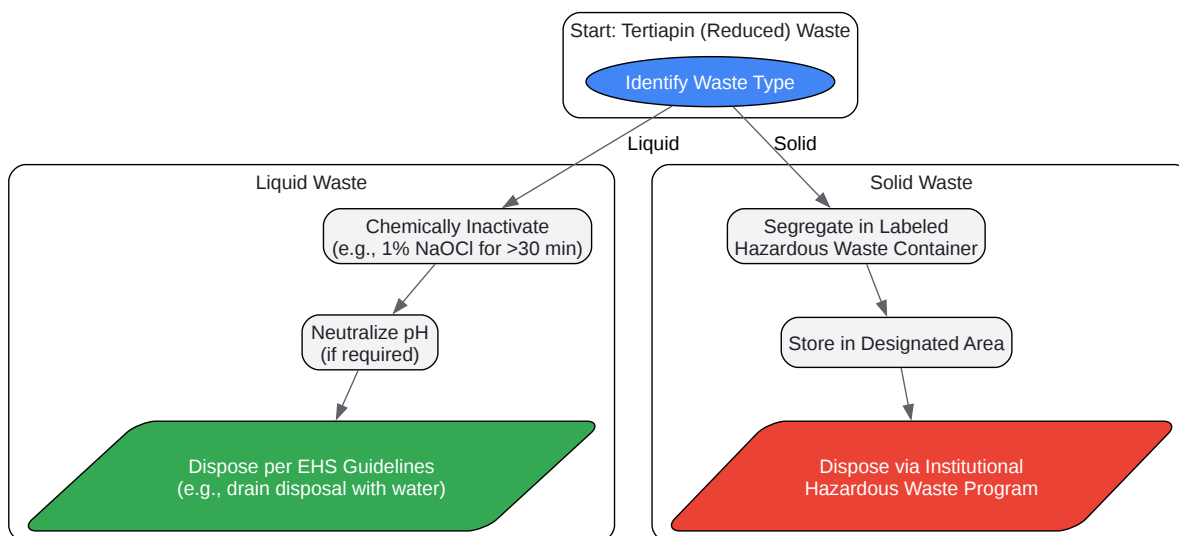 Start: Tertiapin (Reduced) Waste
Identify Waste Type
Liquid
Solid
Liquid Waste
Chemically Inactivate
(e.g., 1% NaOCl for >30 min)
Neutralize pH
(if required)
Dispose per EHS Guidelines
(e.g., drain disposal with water)
Solid Waste
Segregate in Labeled
Hazardous Waste Container
Store in Designated Area
Dispose via Institutional
Hazardous Waste Program